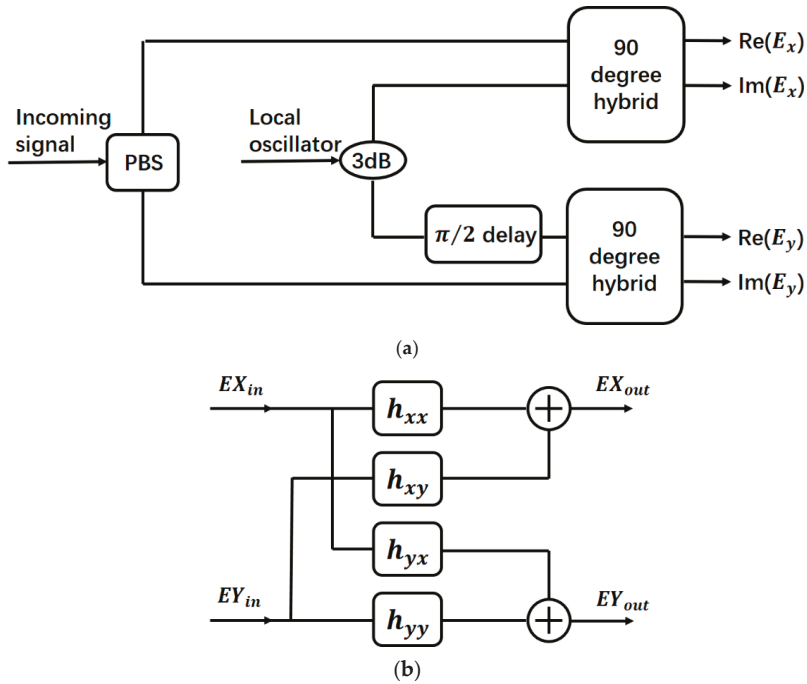 Incoming
signal
PBS
Local
oscillator
3dB
π/2 delay
90
degree
hybrid
Re(E_x)
Im(E_x)
90
degree
hybrid
Re(E_y)
Im(E_y)
(a)
EX_in
h_xx
EX_out
h_xy
h_yx
EY_in
h_yy
EY_out
(b)